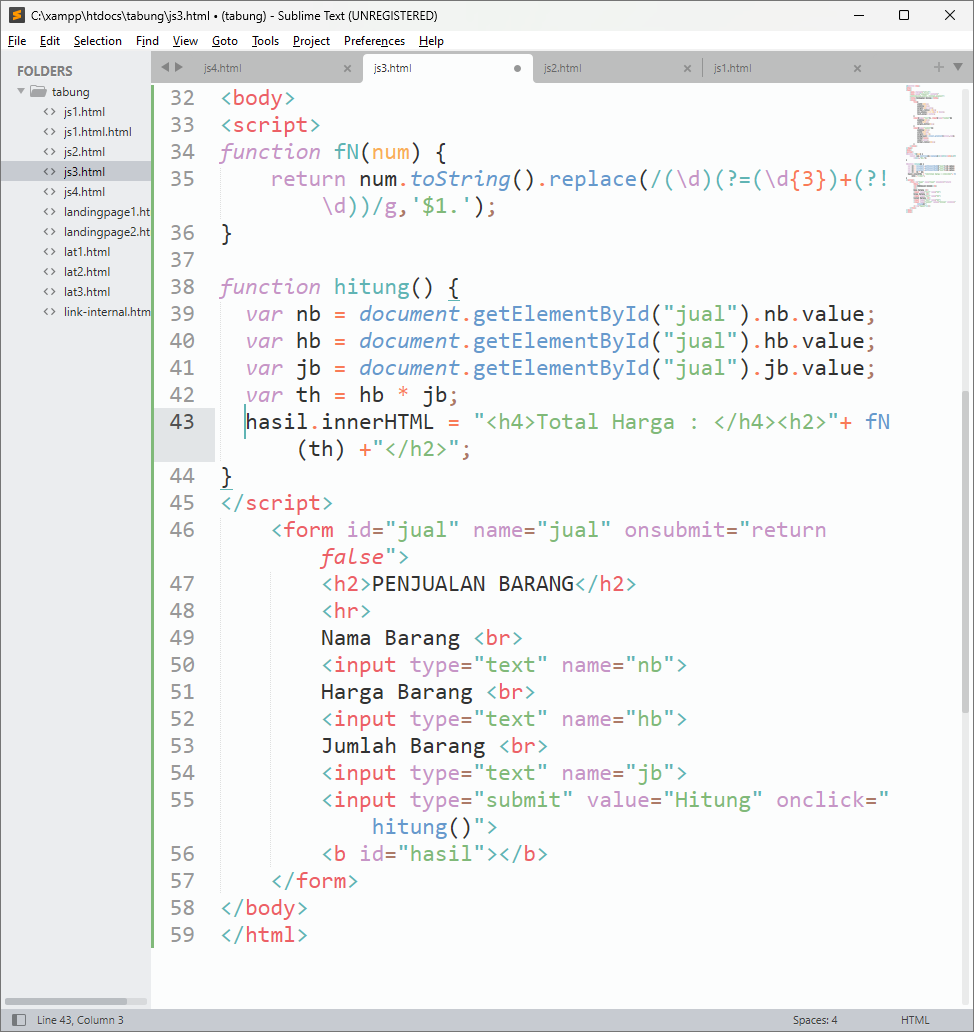 C:\xampp\htdocs\tabung\js3.html • (tabung) - Sublime Text (UNREGISTERED)
File Edit Selection Find View Goto Tools Project Preferences Help
FOLDERS
tabung
js1.html
js1.html.html
js2.html
js3.html
js4.html
landingpage1.ht
landingpage2.ht
lat1.html
lat2.html
lat3.html
link-internal.htm
js4.html js3.html js2.html js1.html
32 <body>
33 <script>
34 function fN(num) {
35     return num.toString().replace(/(\d)(?=(\d{3})+(?!
\d))/g,'$1.');
36 }
37
38 function hitung() {
39   var nb = document.getElementById("jual").nb.value;
40   var hb = document.getElementById("jual").hb.value;
41   var jb = document.getElementById("jual").jb.value;
42   var th = hb * jb;
43   hasil.innerHTML = "<h4>Total Harga : </h4><h2>"+ fN
(th) +"</h2>";
44 }
45 </script>
46     <form id="jual" name="jual" onsubmit="return
false">
47         <h2>PENJUALAN BARANG</h2>
48         <hr>
49         Nama Barang <br>
50         <input type="text" name="nb">
51         Harga Barang <br>
52         <input type="text" name="hb">
53         Jumlah Barang <br>
54         <input type="text" name="jb">
55         <input type="submit" value="Hitung" onclick="
hitung()">
56         <b id="hasil"></b>
57     </form>
58 </body>
59 </html>
Line 43, Column 3 Spaces: 4 HTML